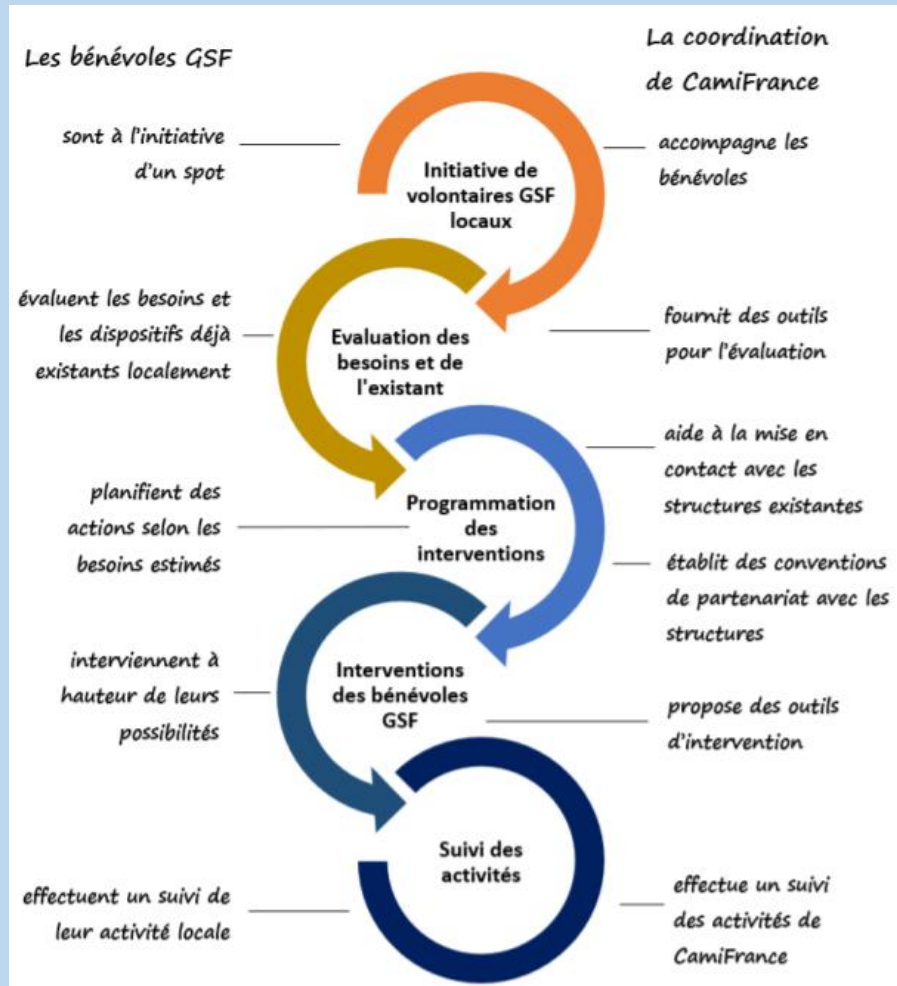 Les bénévoles GSF
La coordination
de CamiFrance
sont à l'initiative
d'un spot
Initiative de
volontaires GSF
locaux
accompagne les
bénévoles
évaluent les besoins et
les dispositifs déjà
existants localement
Evaluation des
besoins et de
l'existant
fournit des outils
pour l'évaluation
planifient des
actions selon les
besoins estimés
Programmation
des
interventions
aide à la mise en
contact avec les
structures existantes
établit des conventions
de partenariat avec les
structures
interviennent à
hauteur de leurs
possibilités
Interventions
des bénévoles
GSF
propose des outils
d'intervention
effectuent un suivi de
leur activité locale
Suivi des
activités
effectue un suivi
des activités de
CamiFrance